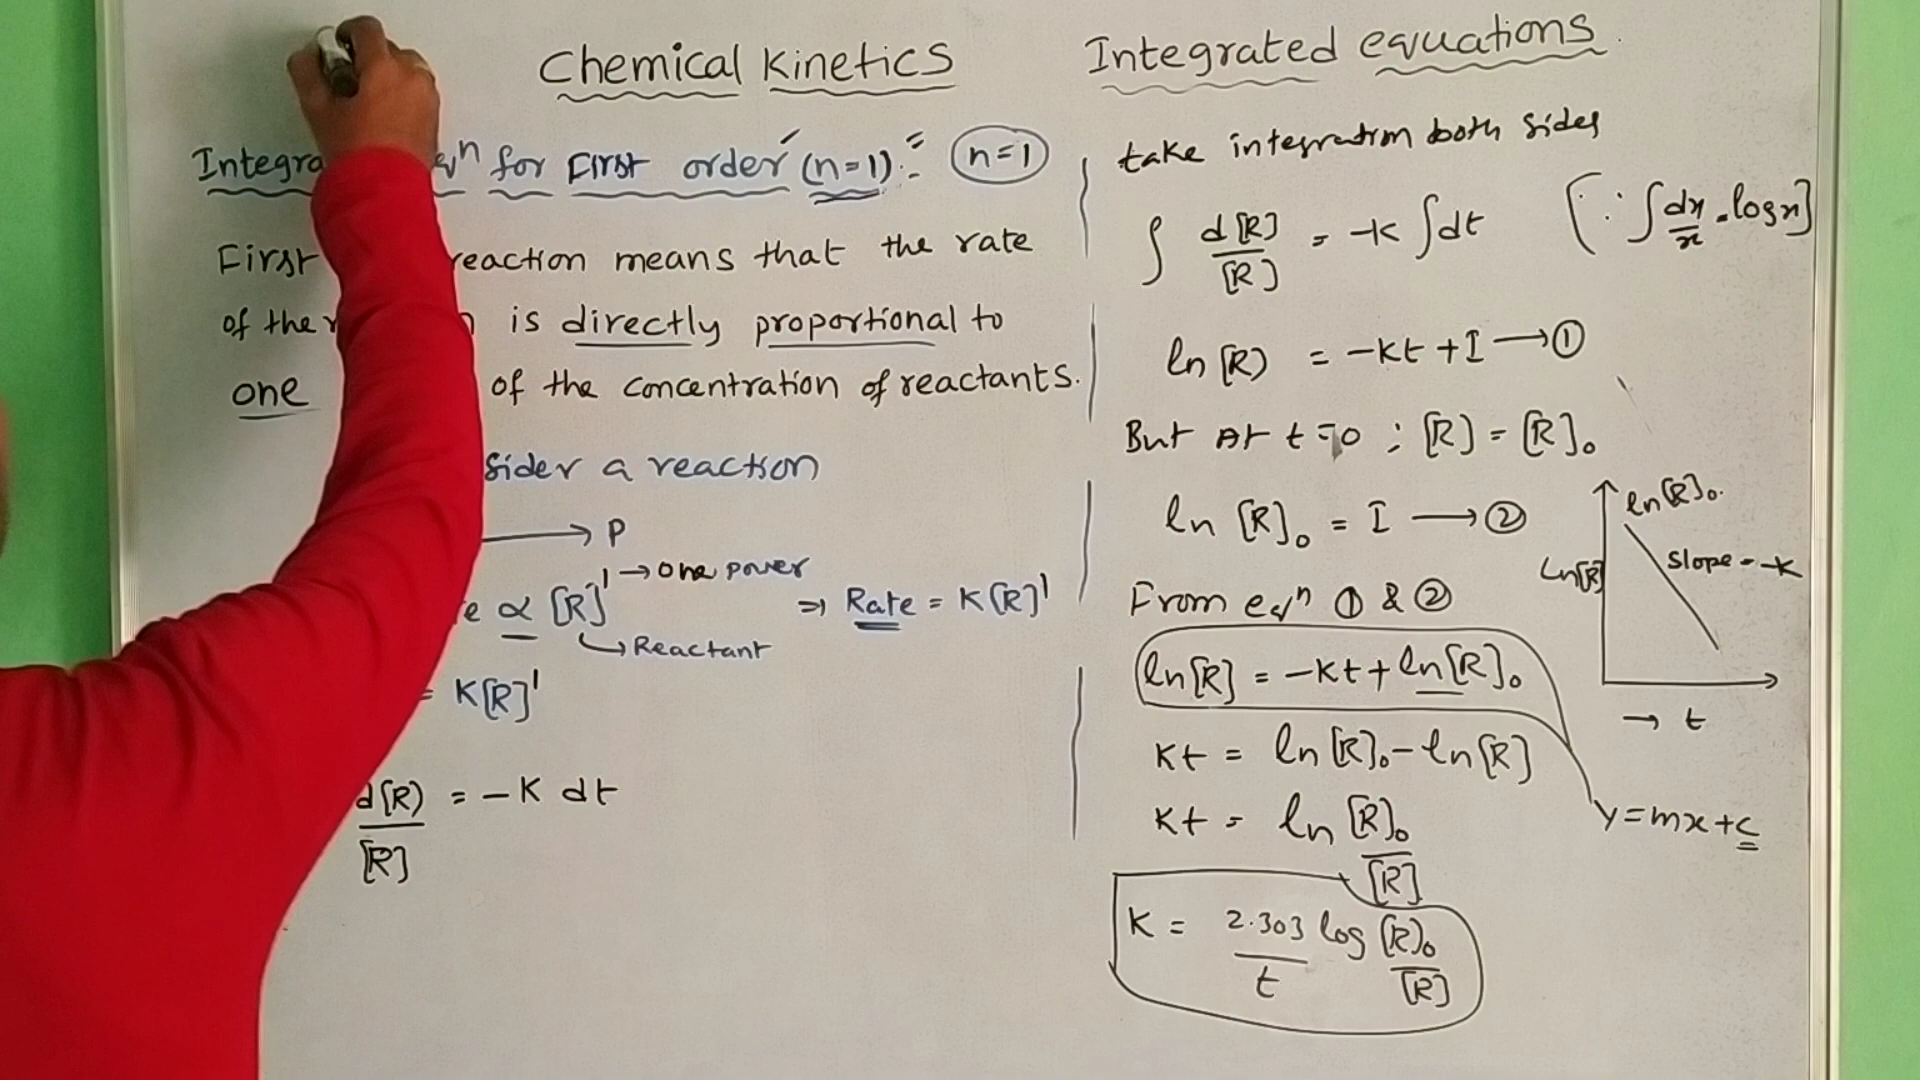 Chemical Kinetics
Integra eqn for First order (n=1) :- n=1
First reaction means that the rate
of the is directly proportional to
one of the concentration of reactants.
sider a reaction
→ P
e ∝ [R]¹ → One power
→ Reactant
⇒ Rate = K[R]¹
= K[R]¹
d[R]/[R] = -K dt
Integrated equations
take integration both sides
∫ d[R]/[R] = -K ∫dt [∵ ∫dx/x = log x]
ln[R] = -Kt + I → ①
But At t=0 ; [R] = [R]₀
ln [R]₀ = I → ②
From eqn ① & ②
ln[R] = -Kt + ln[R]₀
Kt = ln[R]₀ - ln[R]
Kt = ln [R]₀/[R]
K = 2.303/t log [R]₀/[R]
ln[R]₀
Ln[R]
Slope = -K
→ t
y = mx + c